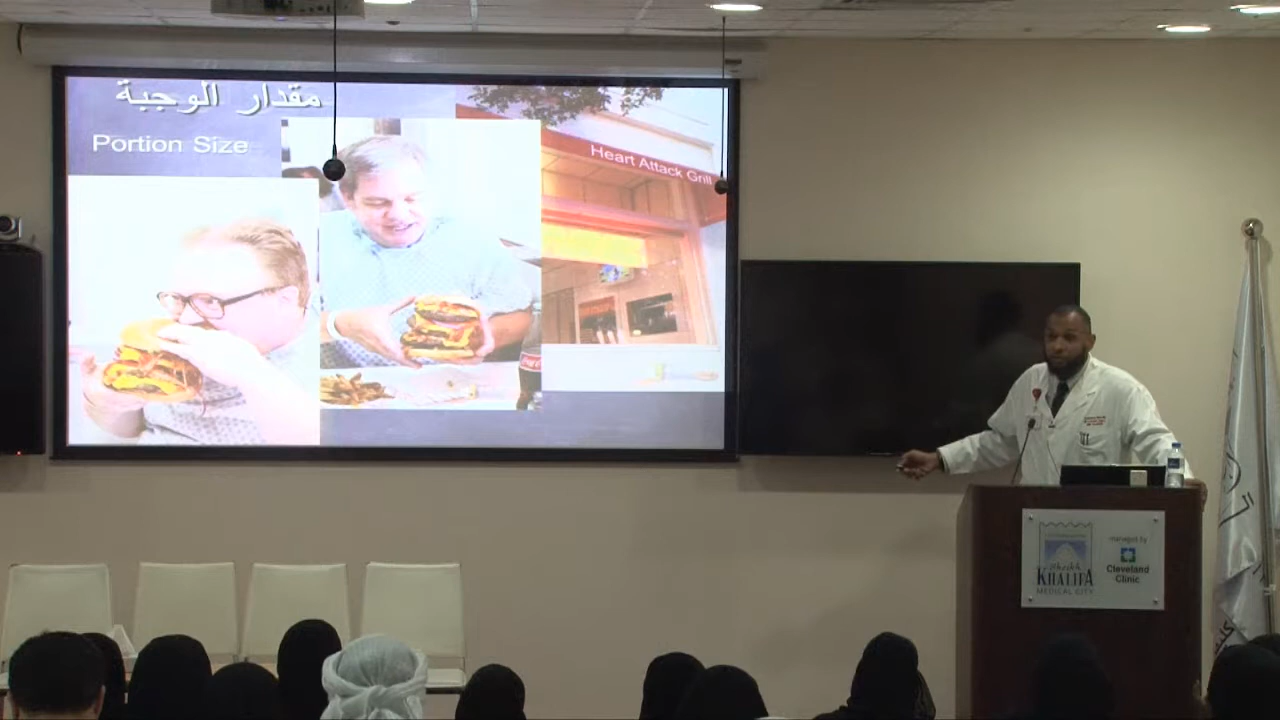 مقدار الوجبة
Portion Size
Heart Attack Grill
KHALIFA
MEDICAL CITY
managed by
Cleveland
Clinic